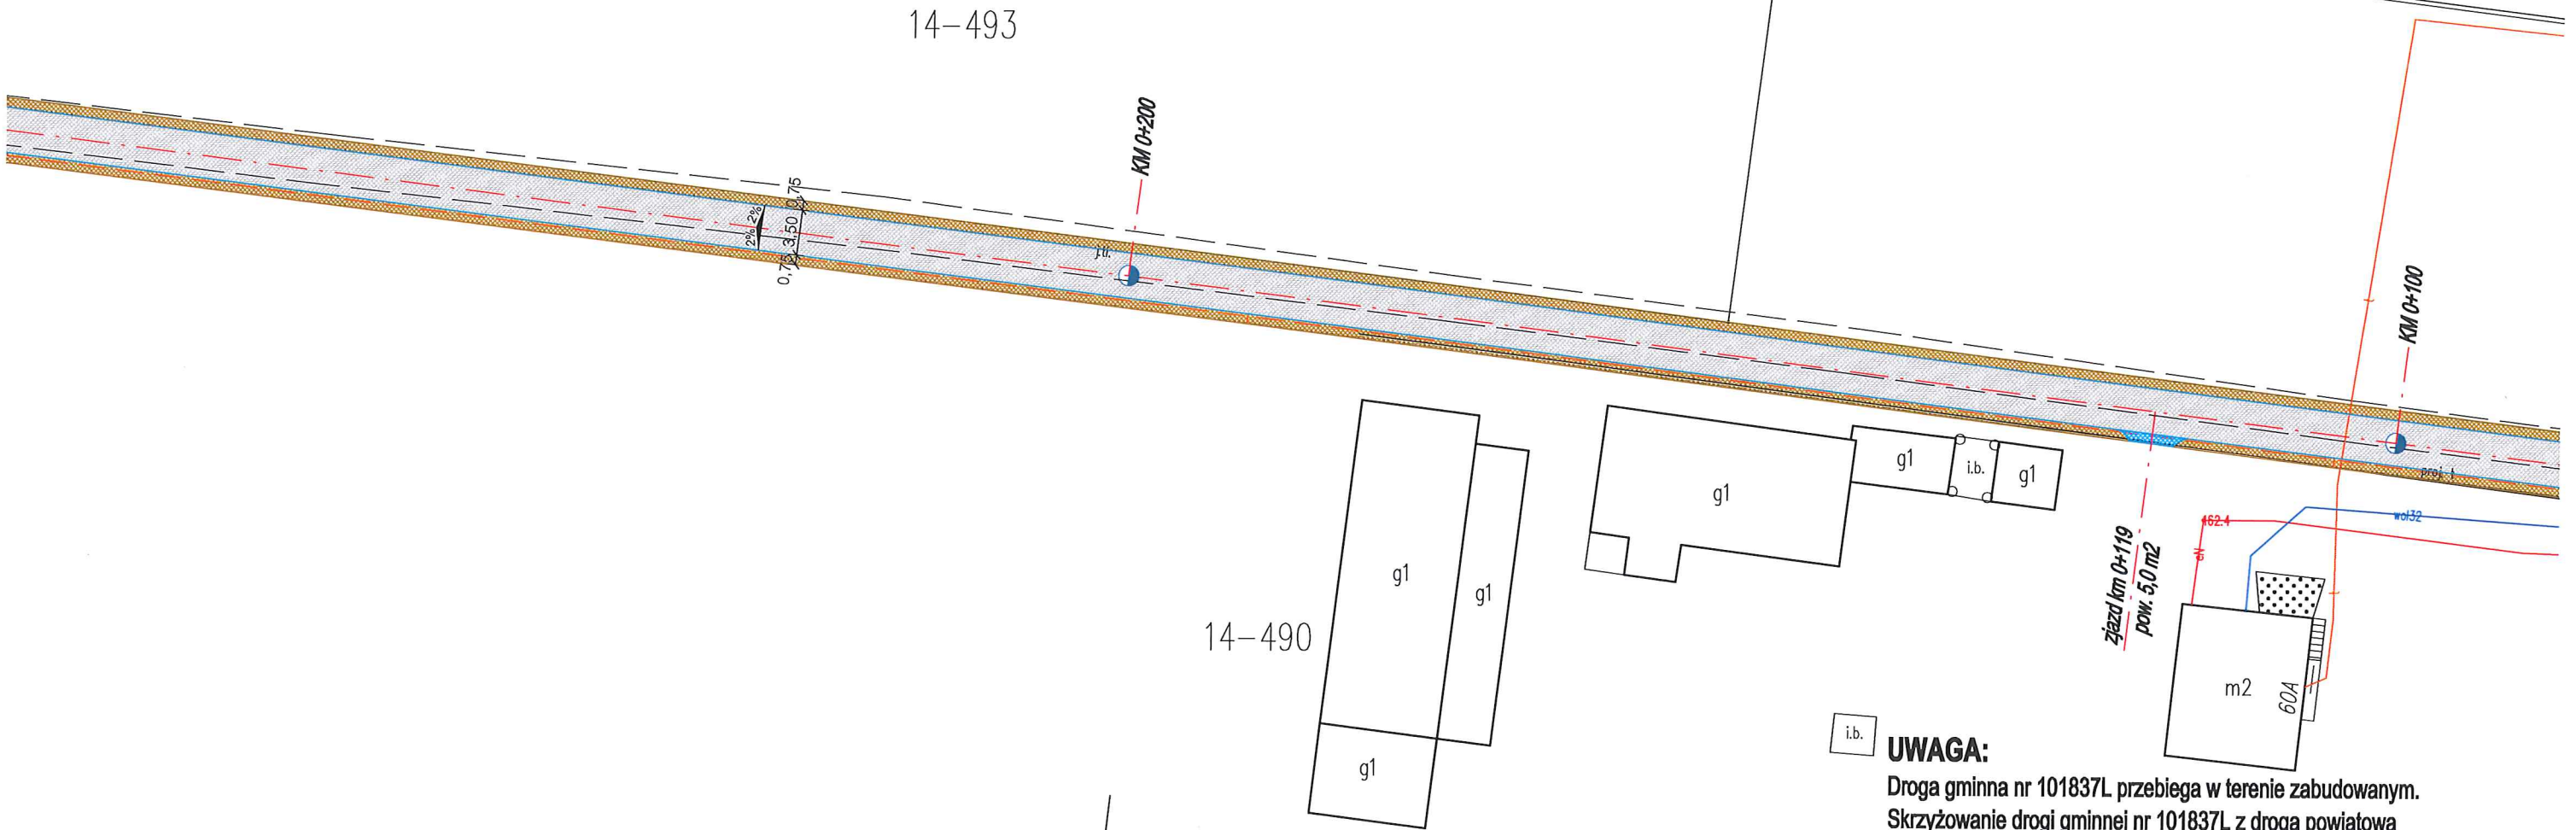 14-493
KM 0+200
0,75
2%
2%
3,50
0,75
j.u.
KM 0+100
proj. t
g1
i.b.
g1
g1
g1
g1
g1
14-490
zjazd km 0+119
pow. 5,0 m2
162.4
wol32
m2
60A
i.b.
UWAGA:
Droga gminna nr 101837L przebiega w terenie zabudowanym.
Skrzyżowanie drogi gminnej nr 101837L z drogą powiatową